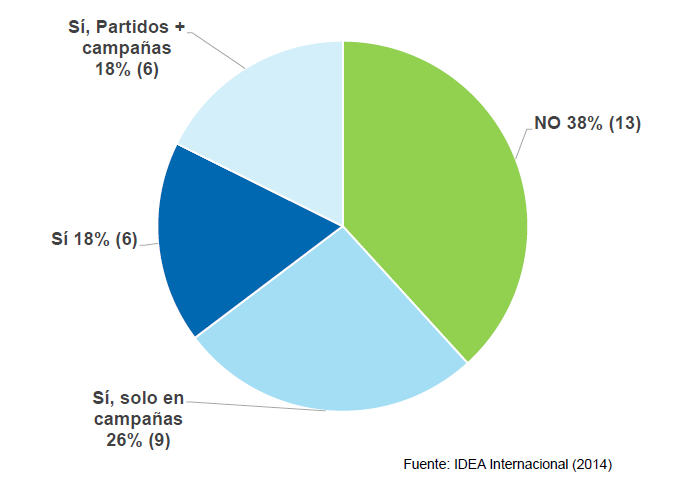 Sí, Partidos +
campañas
18% (6)
NO 38% (13)
Sí 18% (6)
Sí, solo en
campañas
26% (9)
Fuente: IDEA Internacional (2014)